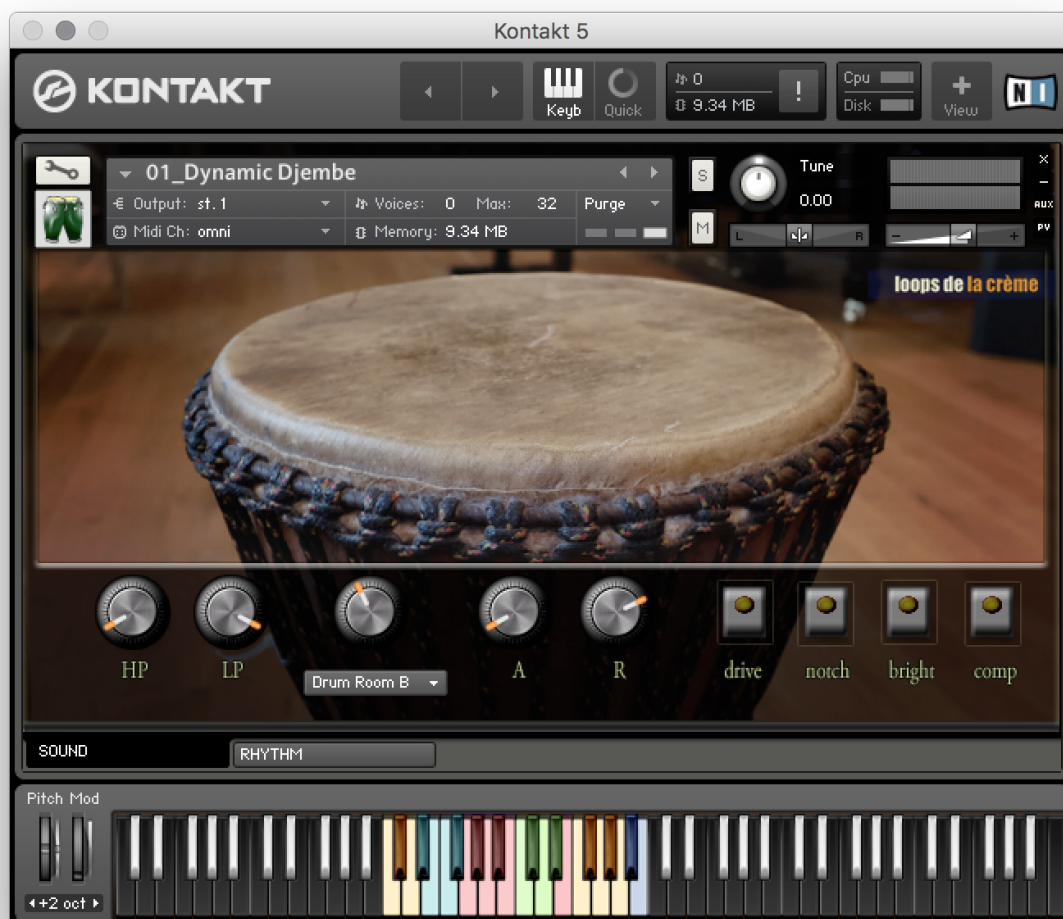 Kontakt 5
KONTAKT
Keyb
Quick
0
9.34 MB
!
Cpu
Disk
View
NI
01_Dynamic Djembe
Output: st.1
Voices: 0 Max: 32
Purge
Midi Ch: omni
Memory: 9.34 MB
S
M
Tune
0.00
L
R
AUX
PV
loops de la crème
HP
LP
Drum Room B
A
R
drive
notch
bright
comp
SOUND
RHYTHM
Pitch Mod
+2 oct